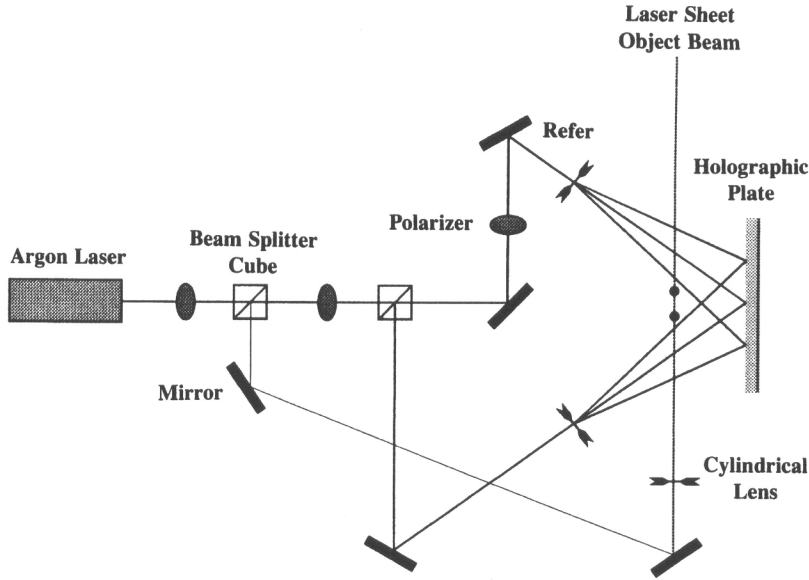 Laser Sheet
Object Beam
Refer
Holographic
Plate
Polarizer
Beam Splitter
Cube
Argon Laser
Mirror
Cylindrical
Lens